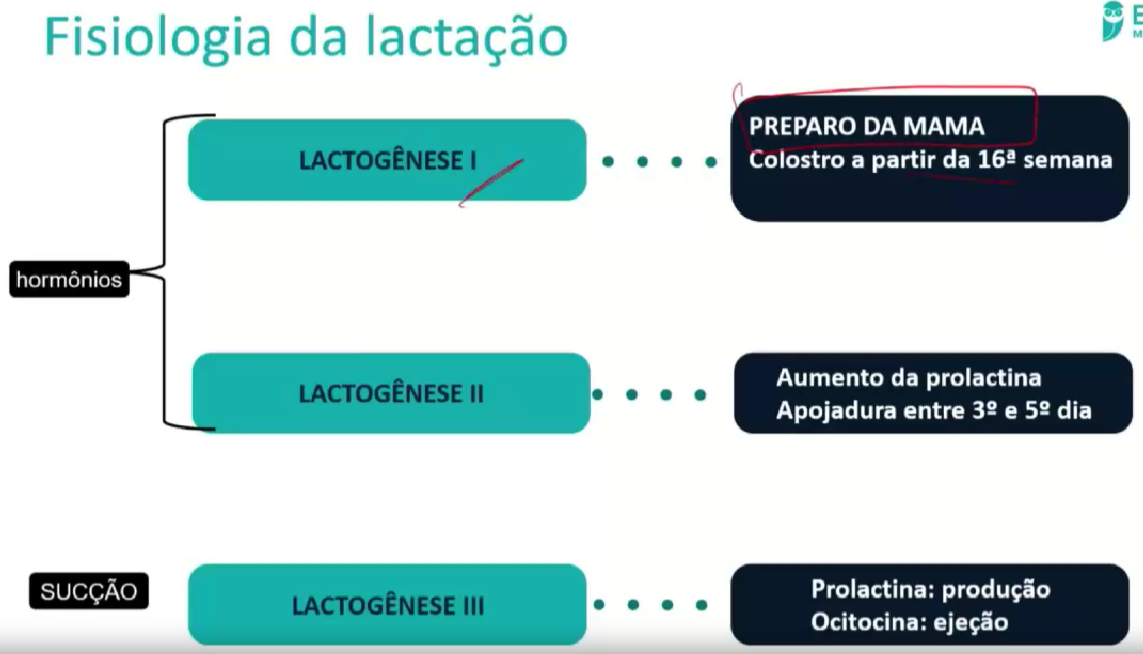 Fisiologia da lactação
LACTOGÊNESE I
PREPARO DA MAMA
Colostro a partir da 16ª semana
hormônios
LACTOGÊNESE II
Aumento da prolactina
Apojadura entre 3º e 5º dia
SUCÇÃO
LACTOGÊNESE III
Prolactina: produção
Ocitocina: ejeção